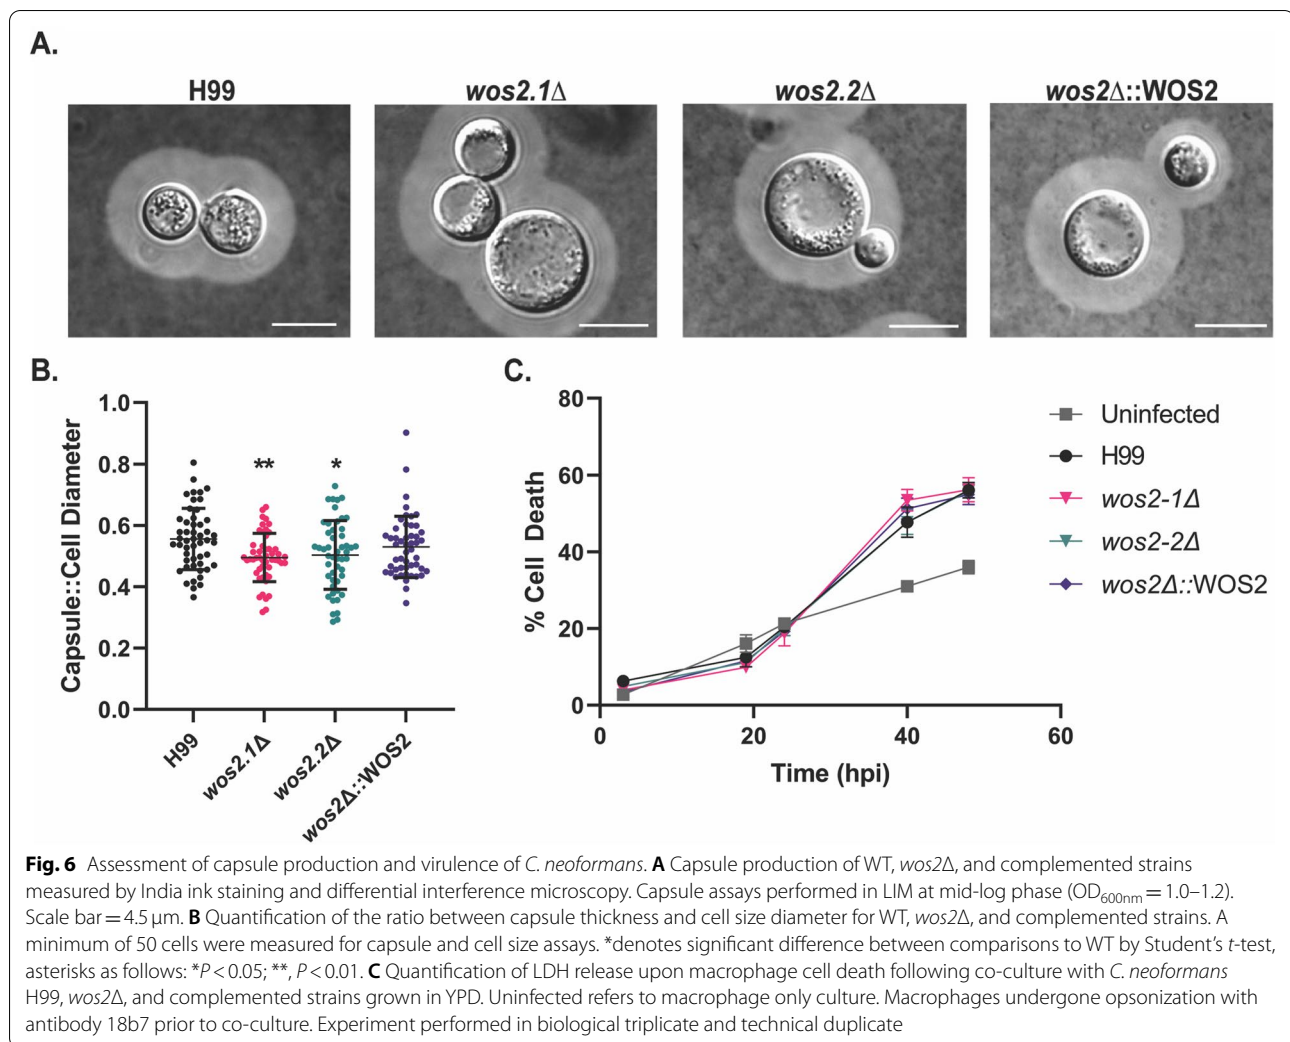 A.
H99
wos2.1Δ
wos2.2Δ
wos2Δ::WOS2
B.
Capsule::Cell Diameter
1.0
0.8
0.6
0.4
0.2
0.0
**
*
H99
wos2.1Δ
wos2.2Δ
wos2Δ::WOS2
C.
% Cell Death
80
60
40
20
0
0
20
40
60
Time (hpi)
Uninfected
H99
wos2-1Δ
wos2-2Δ
wos2Δ::WOS2
Fig. 6 Assessment of capsule production and virulence of C. neoformans. A Capsule production of WT, wos2Δ, and complemented strains
measured by India ink staining and differential interference microscopy. Capsule assays performed in LIM at mid-log phase (OD600nm = 1.0–1.2).
Scale bar = 4.5 μm. B Quantification of the ratio between capsule thickness and cell size diameter for WT, wos2Δ, and complemented strains. A
minimum of 50 cells were measured for capsule and cell size assays. *denotes significant difference between comparisons to WT by Student's t-test,
asterisks as follows: *P < 0.05; **, P < 0.01. C Quantification of LDH release upon macrophage cell death following co-culture with C. neoformans
H99, wos2Δ, and complemented strains grown in YPD. Uninfected refers to macrophage only culture. Macrophages undergone opsonization with
antibody 18b7 prior to co-culture. Experiment performed in biological triplicate and technical duplicate